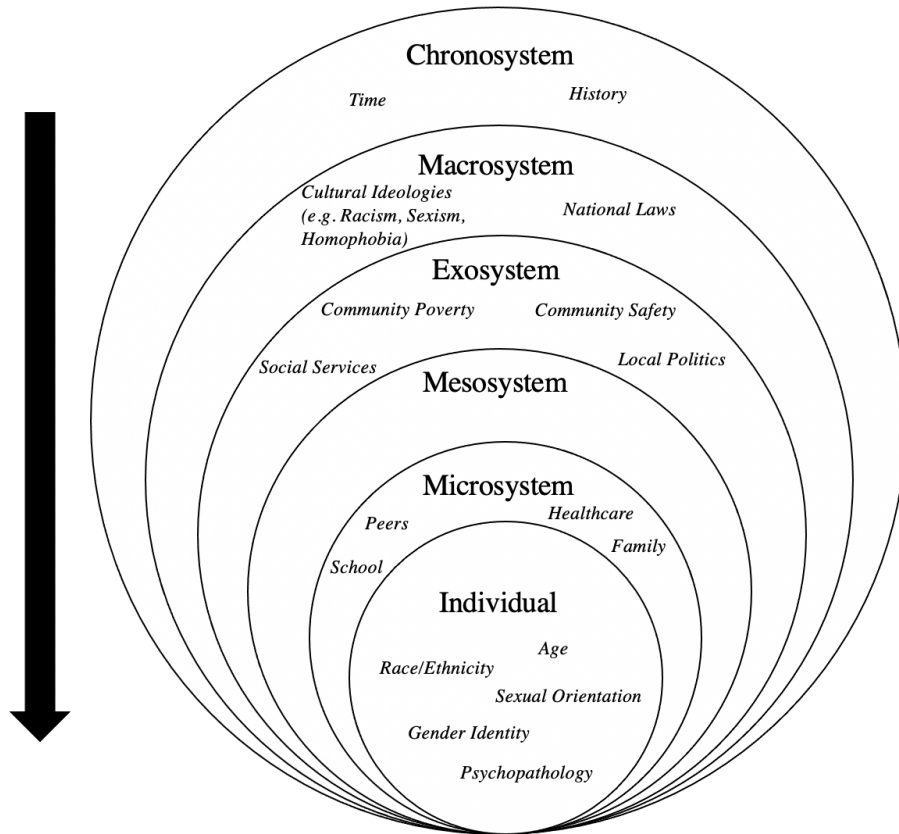 Chronosystem
Time
History
Macrosystem
Cultural Ideologies
(e.g. Racism, Sexism,
Homophobia)
National Laws
Exosystem
Community Poverty
Community Safety
Social Services
Local Politics
Mesosystem
Microsystem
Peers
Healthcare
Family
School
Individual
Age
Race/Ethnicity
Sexual Orientation
Gender Identity
Psychopathology